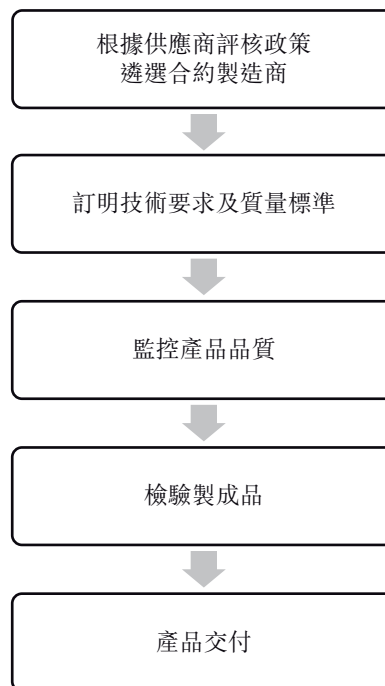 根據供應商評核政策
遴選合約製造商
訂明技術要求及質量標準
監控產品品質
檢驗製成品
產品交付